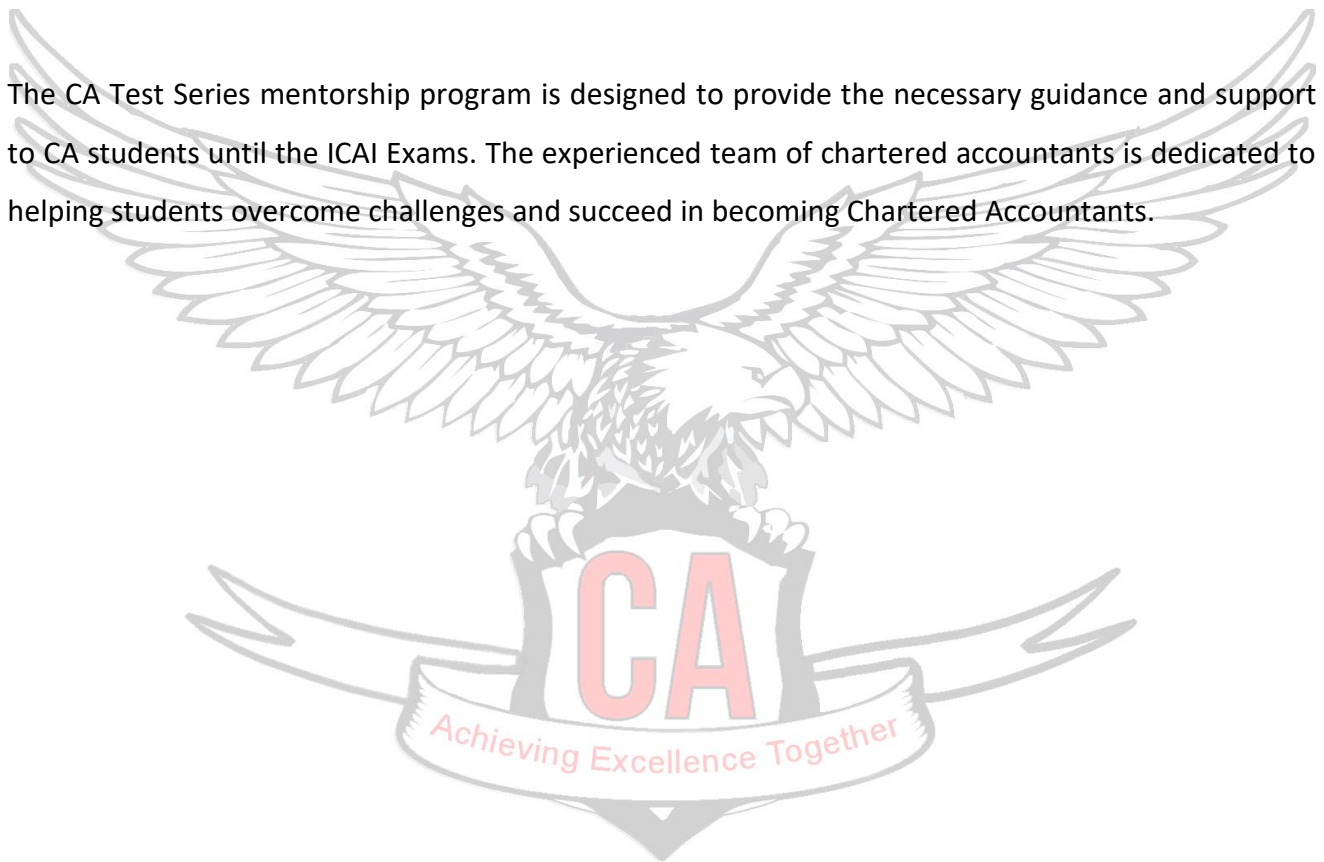 The CA Test Series mentorship program is designed to provide the necessary guidance and support
to CA students until the ICAI Exams. The experienced team of chartered accountants is dedicated to
helping students overcome challenges and succeed in becoming Chartered Accountants.
CA
Achieving Excellence Together